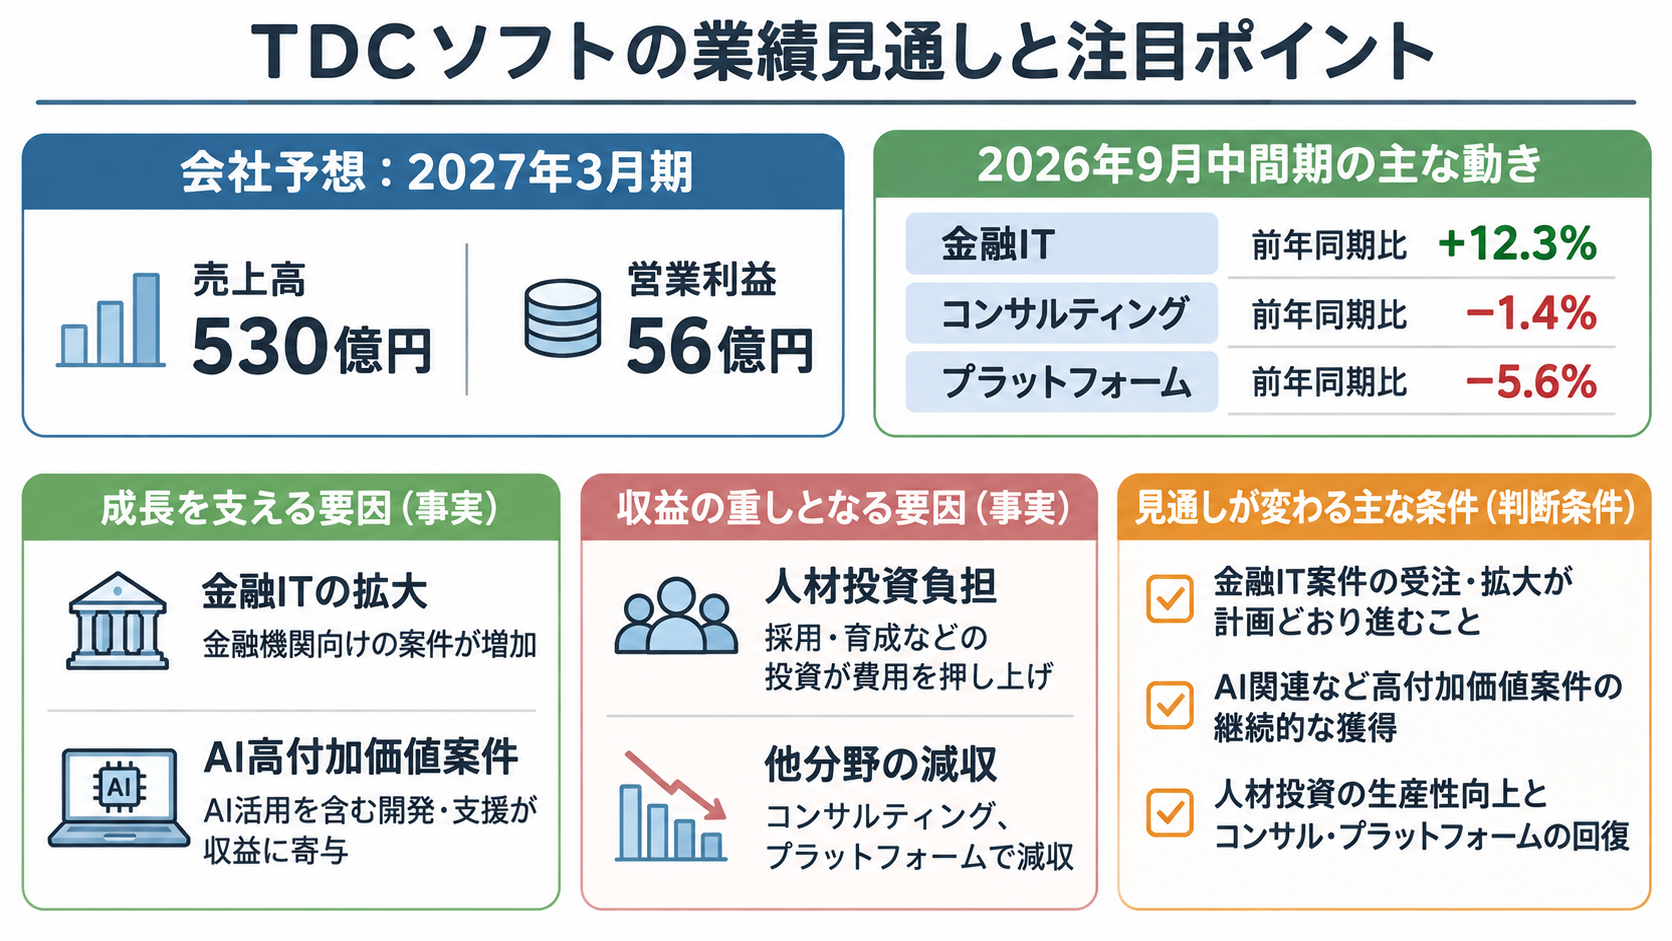 TDCソフトの業績見通しと注目ポイント
会社予想：2027年3月期
売上高
530億円
営業利益
56億円
2026年9月中間期の主な動き
金融IT 前年同期比 +12.3%
コンサルティング 前年同期比 −1.4%
プラットフォーム 前年同期比 −5.6%
成長を支える要因（事実）
金融ITの拡大
金融機関向けの案件が増加
AI
AI高付加価値案件
AI活用を含む開発・支援が
収益に寄与
収益の重しとなる要因（事実）
人材投資負担
採用・育成などの
投資が費用を押し上げ
他分野の減収
コンサルティング、
プラットフォームで減収
見通しが変わる主な条件（判断条件）
金融IT案件の受注・拡大が
計画どおり進むこと
AI関連など高付加価値案件の
継続的な獲得
人材投資の生産性向上と
コンサル・プラットフォームの回復